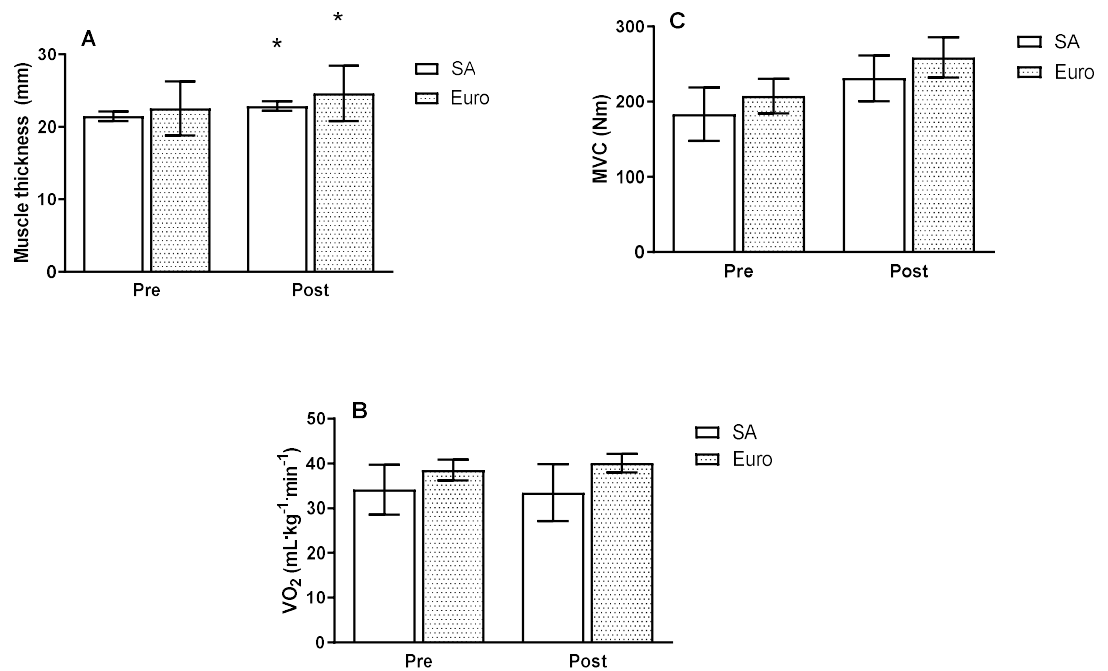 A
*
*
30
20
10
0
Muscle thickness (mm)
Pre
Post
SA
Euro
C
300
200
100
0
MVC (Nm)
Pre
Post
SA
Euro
B
50
40
30
20
10
0
VO₂ (mL·kg⁻¹·min⁻¹)
Pre
Post
SA
Euro